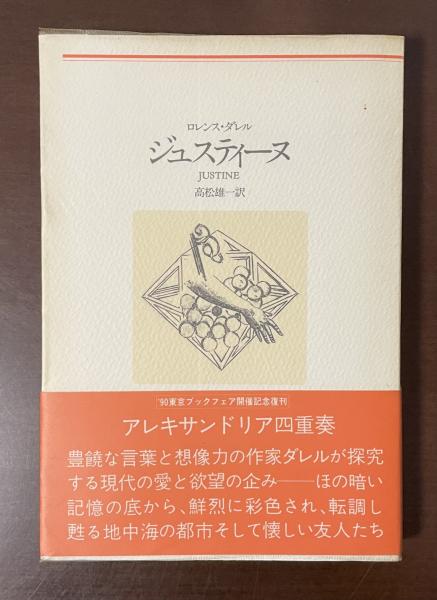 ロレンス・ダレル
ジュスティーヌ
JUSTINE
高松雄一訳
'90東京ブックフェア開催記念復刊
アレキサンドリア四重奏
豊饒な言葉と想像力の作家ダレルが探究
する現代の愛と欲望の企み——ほの暗い
記憶の底から、鮮烈に彩色され、転調し
甦る地中海の都市そして懐しい友人たち